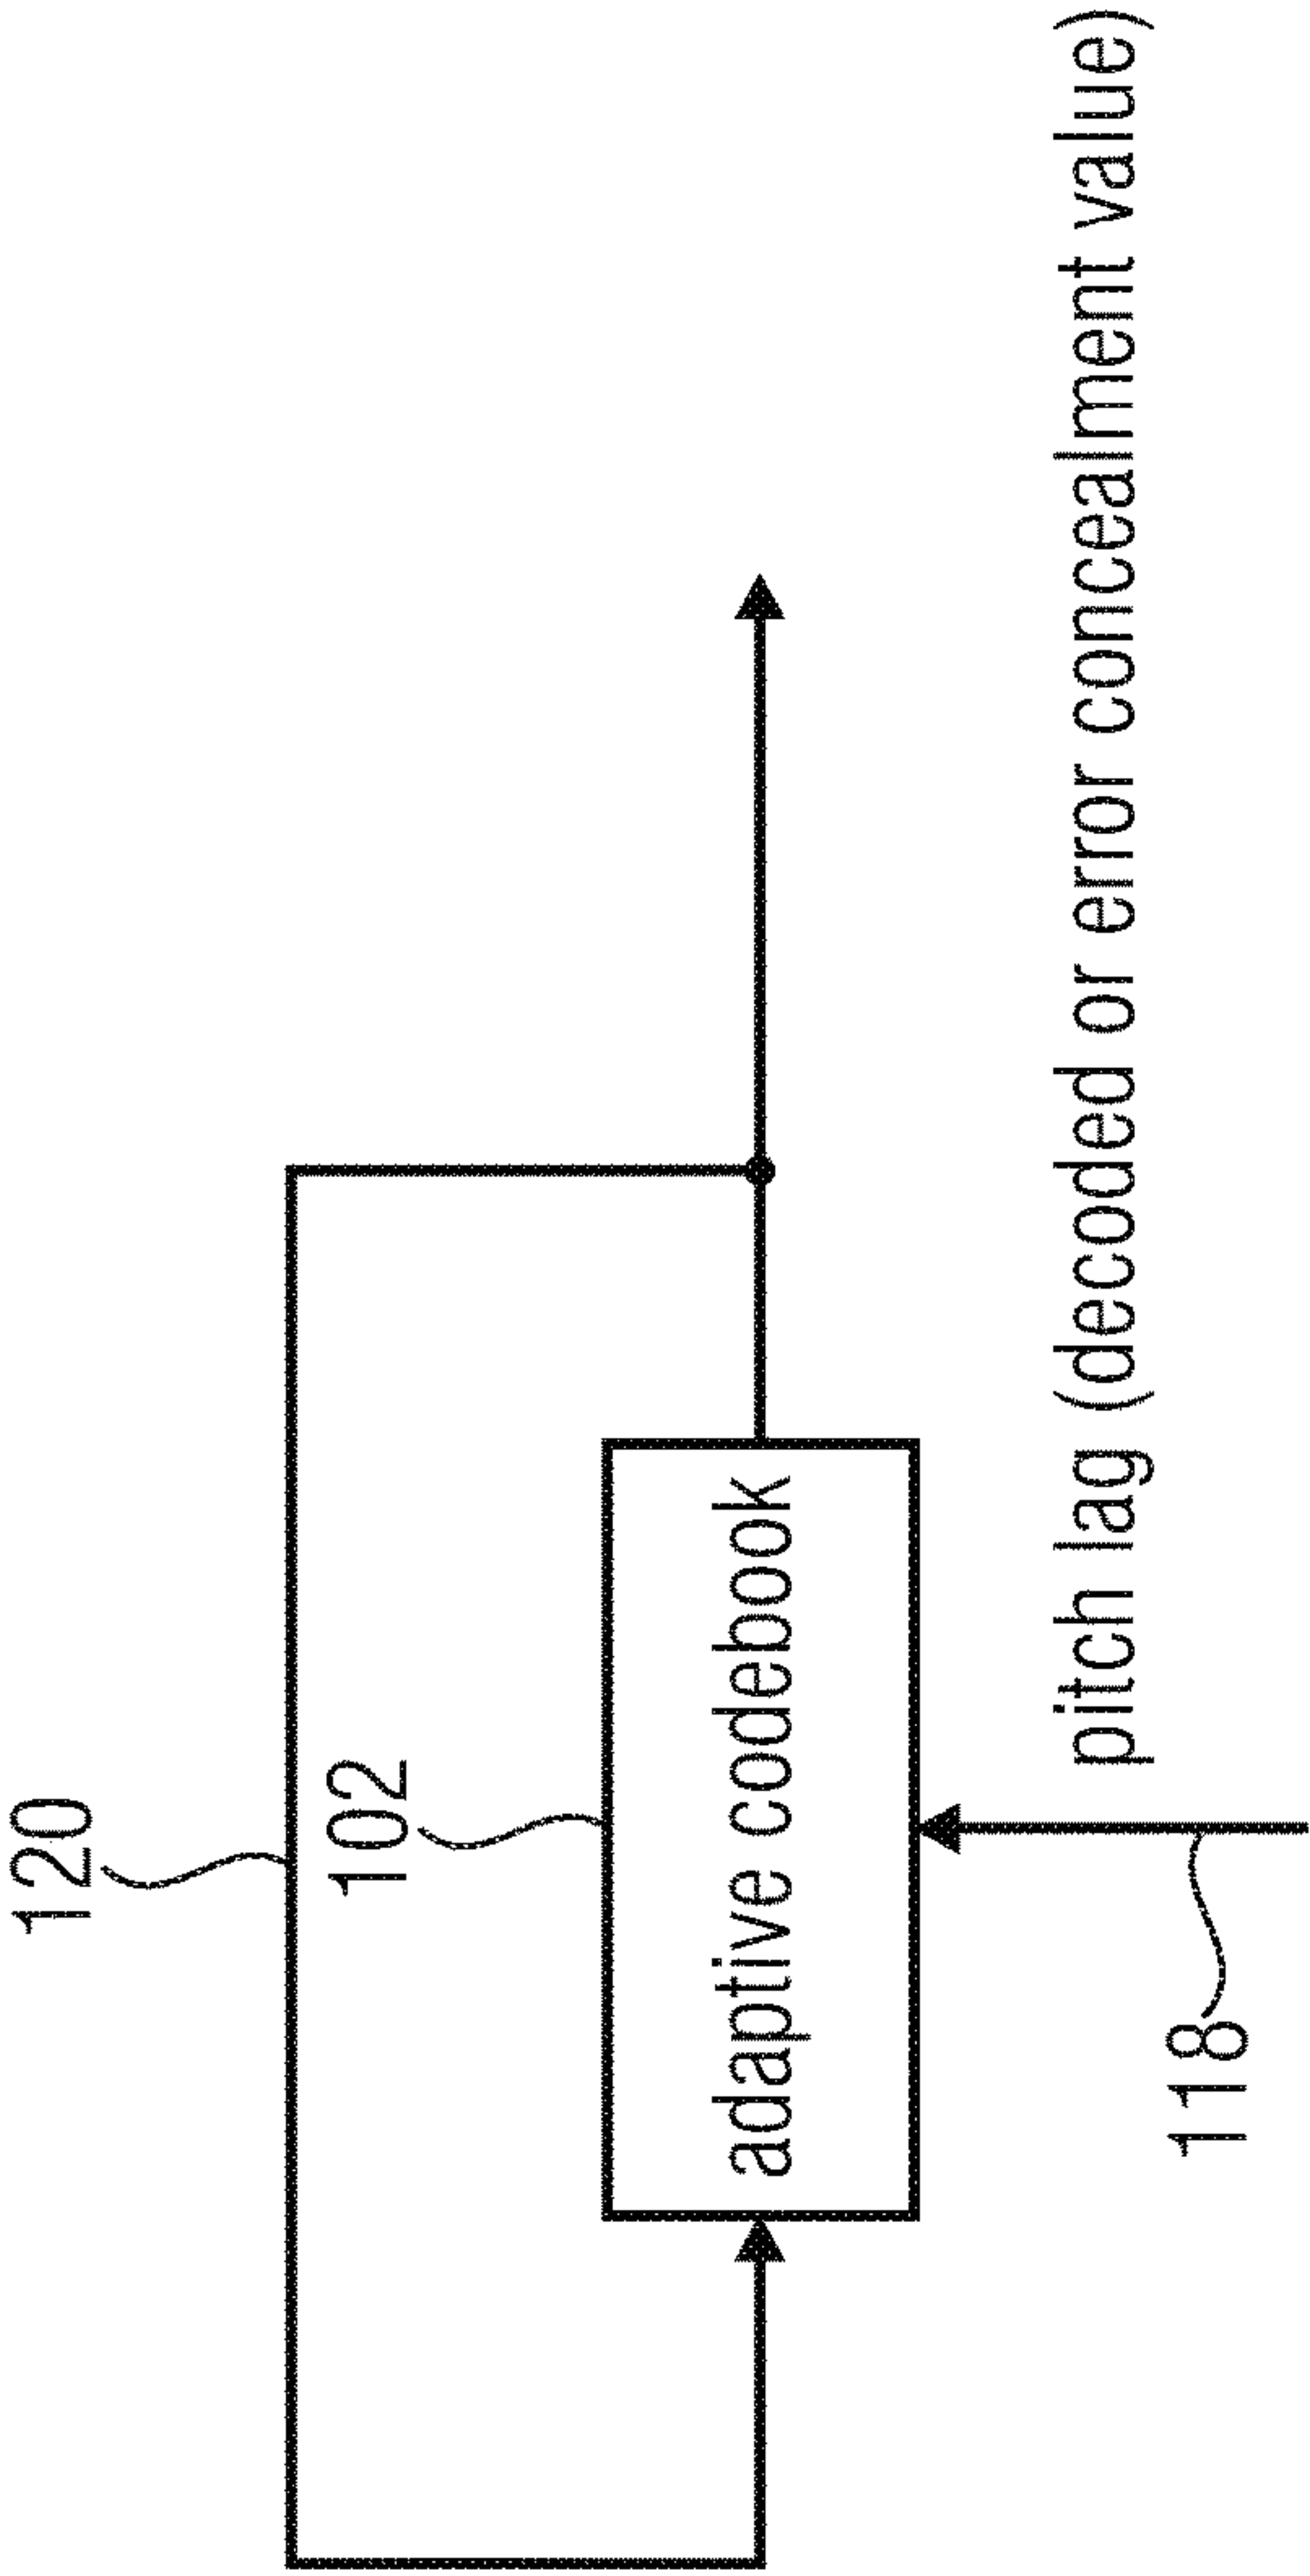 120
102
adaptive codebook
118
pitch lag (decoded or error concealment value)